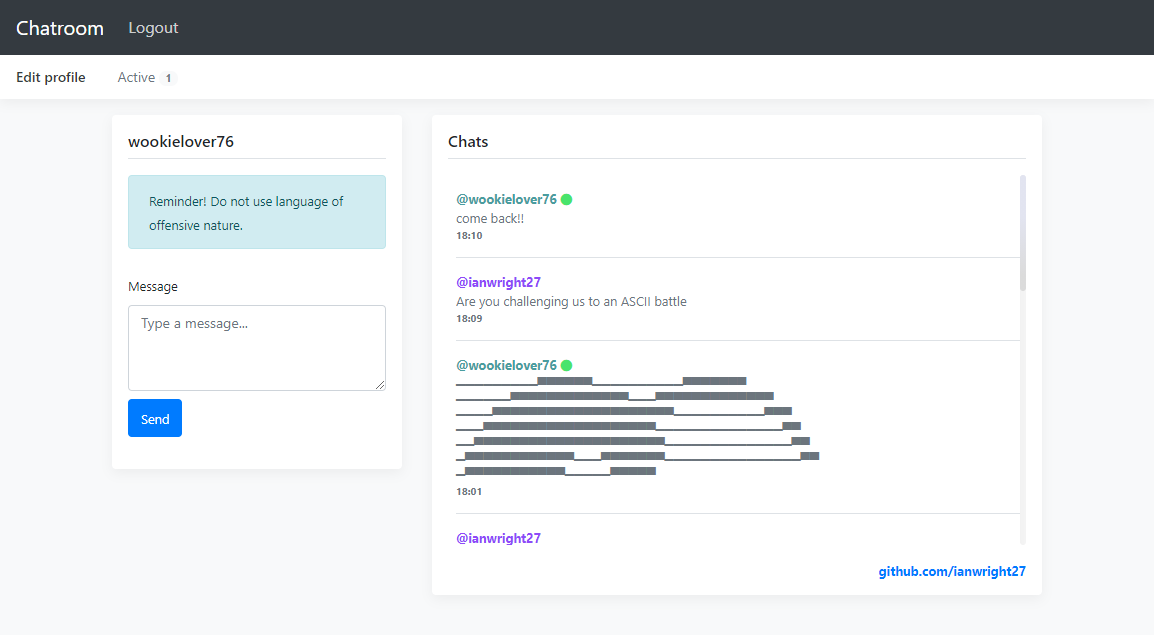 Chatroom Logout
Edit profile Active 1
wookielover76
Reminder! Do not use language of
offensive nature.
Message
Type a message...
Send
Chats
@wookielover76
come back!!
18:10
@ianwright27
Are you challenging us to an ASCII battle
18:09
@wookielover76
18:01
@ianwright27
github.com/ianwright27